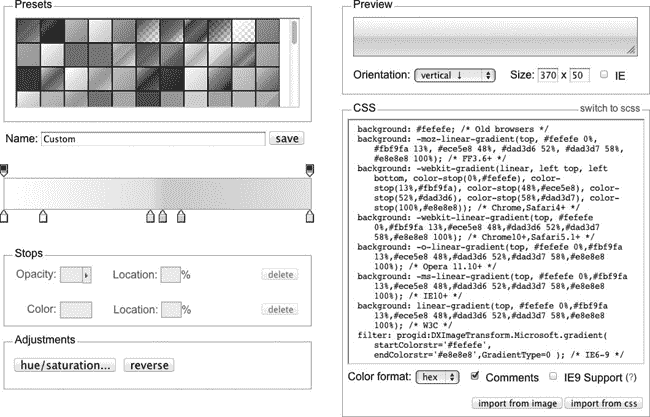 Presets
Name: Custom save
Stops
Opacity: Location: % delete
Color: Location: % delete
Adjustments
hue/saturation... reverse
Preview
Orientation: vertical ↓ Size: 370 x 50 IE
CSS switch to scss
background: #fefefe; /* Old browsers */
background: -moz-linear-gradient(top, #fefefe 0%,
#fbf9fa 13%, #ece5e8 48%, #dad3d6 52%, #dad3d7 58%,
#e8e8e8 100%); /* FF3.6+ */
background: -webkit-gradient(linear, left top, left
bottom, color-stop(0%,#fefefe), color-
stop(13%,#fbf9fa), color-stop(48%,#ece5e8), color-
stop(52%,#dad3d6), color-stop(58%,#dad3d7), color-
stop(100%,#e8e8e8)); /* Chrome,Safari4+ */
background: -webkit-linear-gradient(top, #fefefe
0%,#fbf9fa 13%,#ece5e8 48%,#dad3d6 52%,#dad3d7
58%,#e8e8e8 100%); /* Chrome10+,Safari5.1+ */
background: -o-linear-gradient(top, #fefefe 0%,#fbf9fa
13%,#ece5e8 48%,#dad3d6 52%,#dad3d7 58%,#e8e8e8
100%); /* Opera 11.10+ */
background: -ms-linear-gradient(top, #fefefe 0%,#fbf9fa
13%,#ece5e8 48%,#dad3d6 52%,#dad3d7 58%,#e8e8e8
100%); /* IE10+ */
background: linear-gradient(top, #fefefe 0%,#fbf9fa
13%,#ece5e8 48%,#dad3d6 52%,#dad3d7 58%,#e8e8e8
100%); /* W3C */
filter: progid:DXImageTransform.Microsoft.gradient(
startColorstr='#fefefe',
endColorstr='#e8e8e8',GradientType=0 ); /* IE6-9 */
Color format: hex Comments IE9 Support (?)
import from image import from css